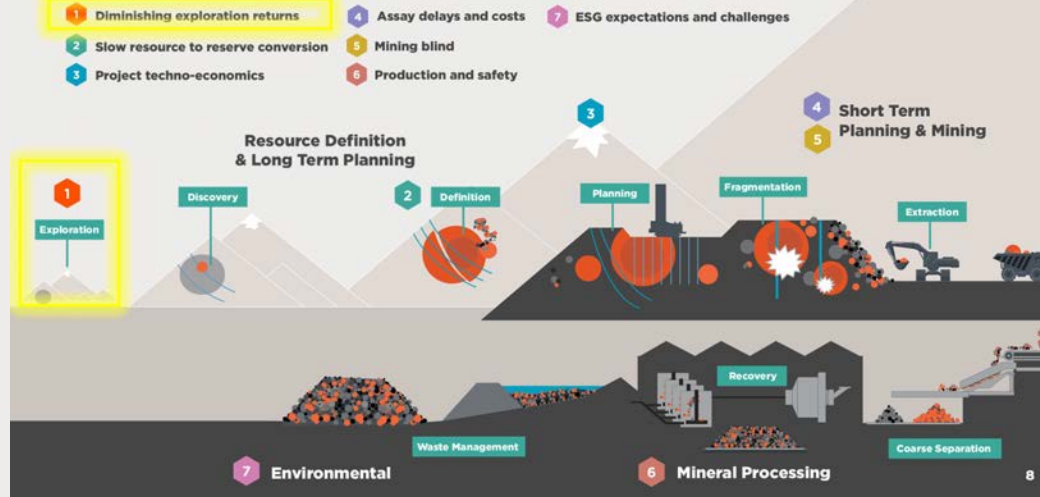 1 Diminishing exploration returns
2 Slow resource to reserve conversion
3 Project techno-economics
4 Assay delays and costs
5 Mining blind
6 Production and safety
7 ESG expectations and challenges
3
4 Short Term
5 Planning & Mining
Resource Definition
& Long Term Planning
1
Exploration
Discovery
2 Definition
Planning
Fragmentation
Extraction
Recovery
Waste Management
Coarse Separation
7 Environmental
6 Mineral Processing
8